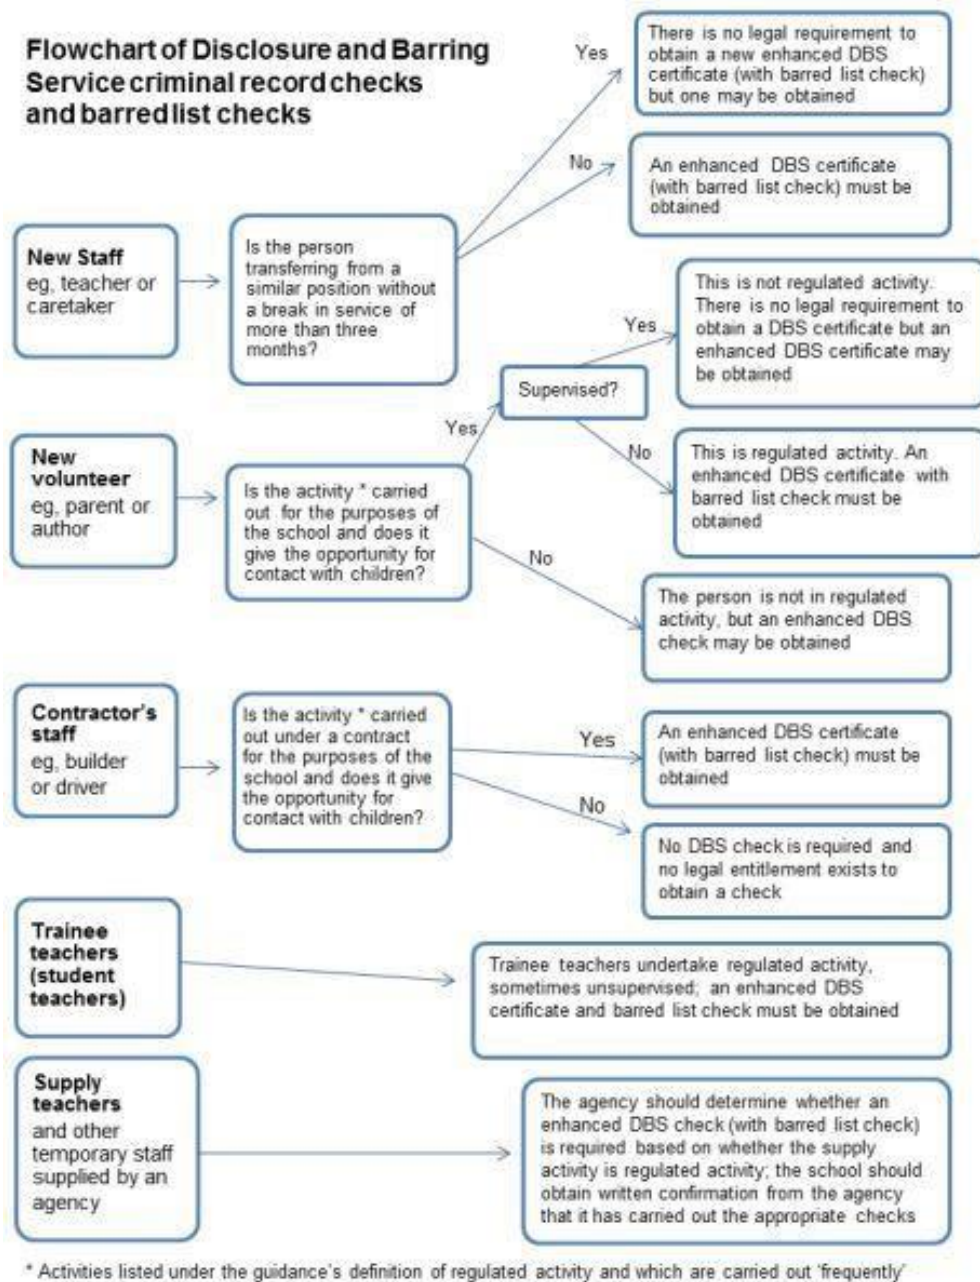 Flowchart of Disclosure and Barring
Service criminal record checks
and barred list checks
Yes
There is no legal requirement to
obtain a new enhanced DBS
certificate (with barred list check)
but one may be obtained
No
An enhanced DBS certificate
(with barred list check) must be
obtained
New Staff
eg, teacher or
caretaker
Is the person
transferring from a
similar position without
a break in service of
more than three
months?
New
volunteer
eg, parent or
author
Is the activity * carried
out for the purposes of
the school and does it
give the opportunity for
contact with children?
Yes
Supervised?
Yes
This is not regulated activity.
There is no legal requirement to
obtain a DBS certificate but an
enhanced DBS certificate may
be obtained
No
This is regulated activity. An
enhanced DBS certificate with
barred list check must be
obtained
No
The person is not in regulated
activity, but an enhanced DBS
check may be obtained
Contractor's
staff
eg, builder
or driver
Is the activity * carried
out under a contract
for the purposes of the
school and does it give
the opportunity for
contact with children?
Yes
An enhanced DBS certificate
(with barred list check) must be
obtained
No
No DBS check is required and
no legal entitlement exists to
obtain a check
Trainee
teachers
(student
teachers)
Trainee teachers undertake regulated activity,
sometimes unsupervised; an enhanced DBS
certificate and barred list check must be obtained
Supply
teachers
and other
temporary staff
supplied by an
agency
The agency should determine whether an
enhanced DBS check (with barred list check)
is required based on whether the supply
activity is regulated activity; the school should
obtain written confirmation from the agency
that it has carried out the appropriate checks
* Activities listed under the guidance's definition of regulated activity and which are carried out 'frequently'